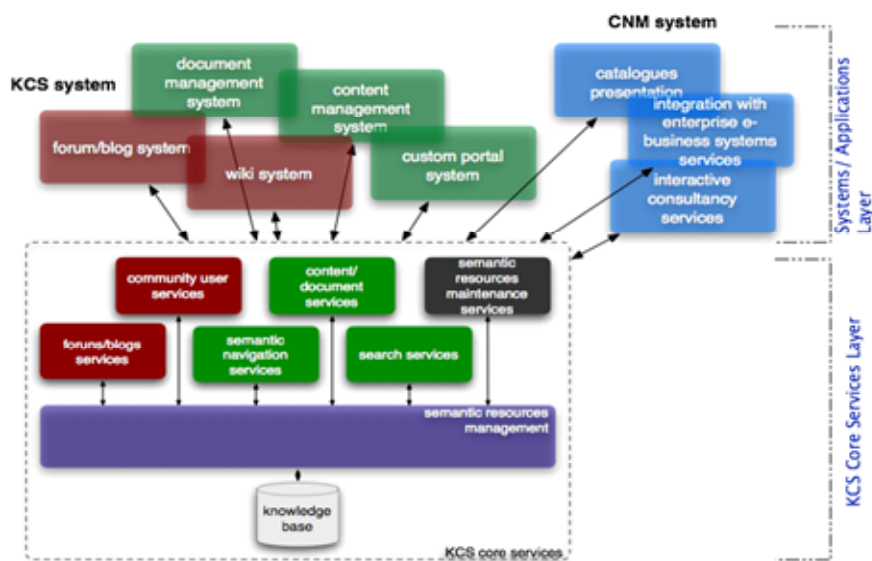 CNM system
KCS system
document
management
system
content
management
system
catalogues
presentation
integration with
enterprise e-
business systems
services
forum/blog system
wiki system
custom portal
system
interactive
consultancy
services
Systems/ Applications
Layer
community user
services
content/
document services
semantic
resources
maintenance
services
foruns/blogs
services
semantic
navigation
services
search services
semantic resources
management
knowledge
base
KCS core services
KCS Core Services Layer